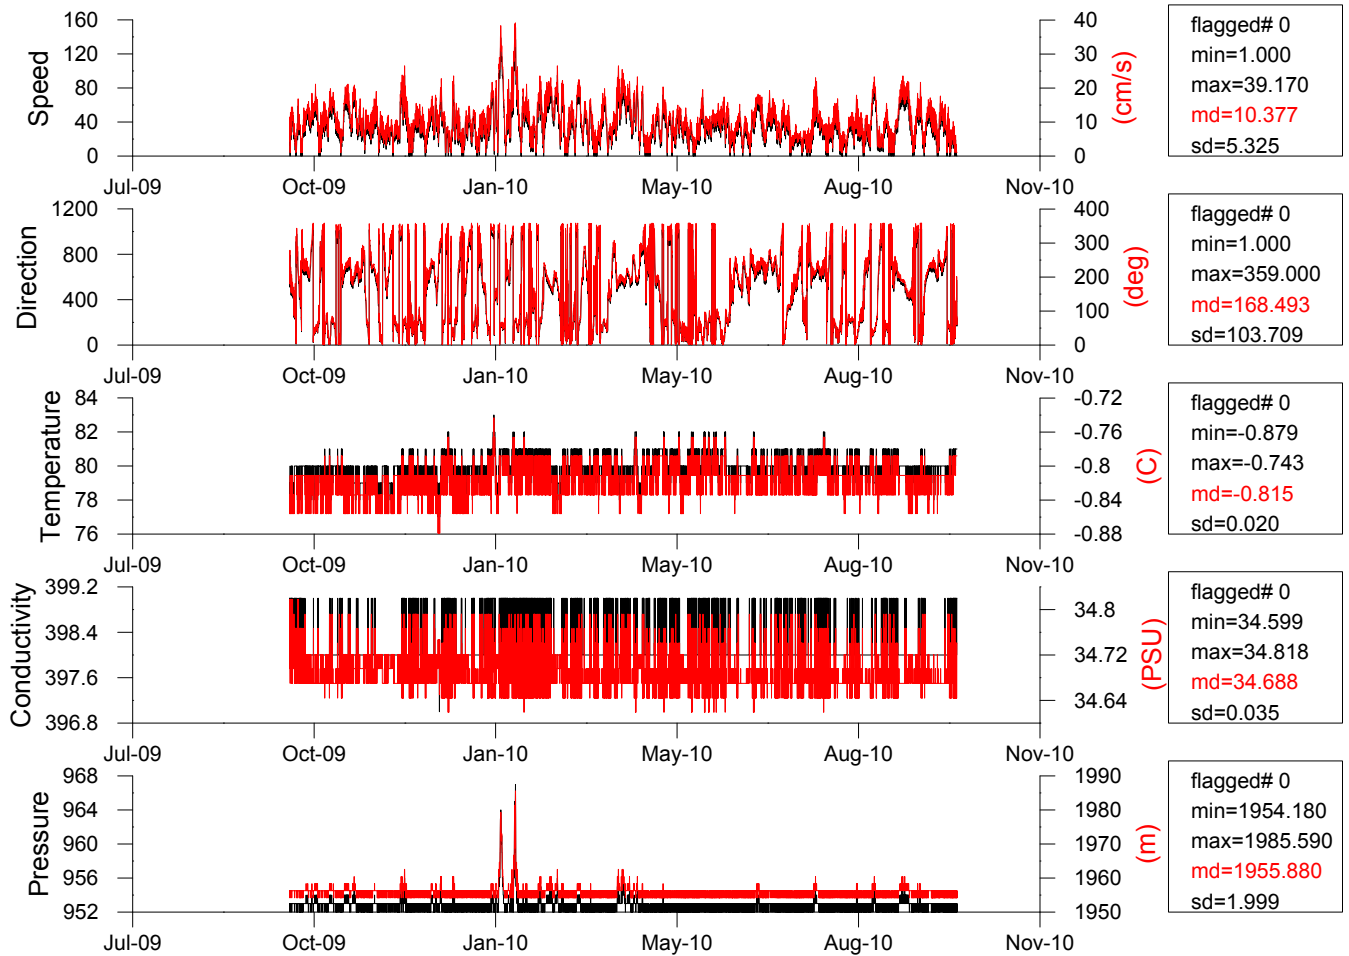 Speed
160
120
80
40
0
40
30
20
10
0
(cm/s)
Jul-09
Oct-09
Jan-10
May-10
Aug-10
Nov-10
flagged# 0
min=1.000
max=39.170
md=10.377
sd=5.325
Direction
1200
800
400
0
400
300
200
100
0
(deg)
Jul-09
Oct-09
Jan-10
May-10
Aug-10
Nov-10
flagged# 0
min=1.000
max=359.000
md=168.493
sd=103.709
Temperature
84
82
80
78
76
-0.72
-0.76
-0.8
-0.84
-0.88
(C)
Jul-09
Oct-09
Jan-10
May-10
Aug-10
Nov-10
flagged# 0
min=-0.879
max=-0.743
md=-0.815
sd=0.020
Conductivity
399.2
398.4
397.6
396.8
34.8
34.72
34.64
(PSU)
Jul-09
Oct-09
Jan-10
May-10
Aug-10
Nov-10
flagged# 0
min=34.599
max=34.818
md=34.688
sd=0.035
Pressure
968
964
960
956
952
1990
1980
1970
1960
1950
(m)
Jul-09
Oct-09
Jan-10
May-10
Aug-10
Nov-10
flagged# 0
min=1954.180
max=1985.590
md=1955.880
sd=1.999